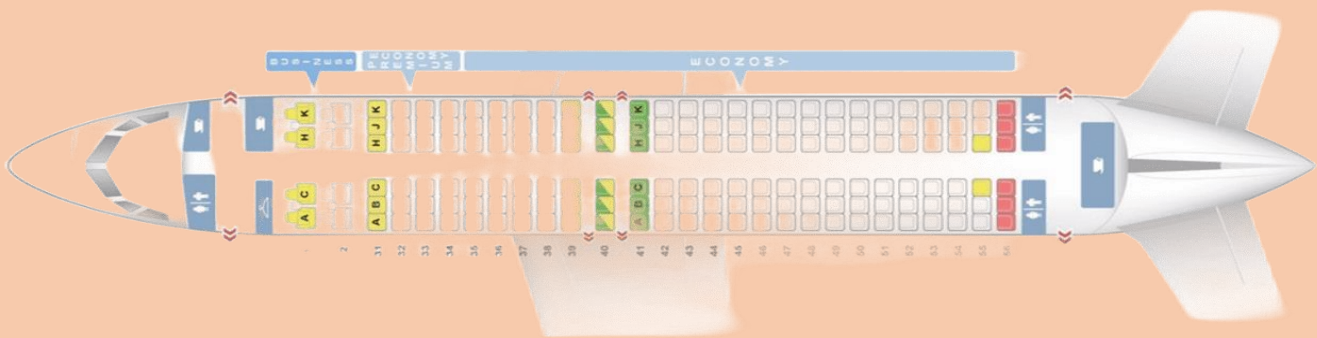 BUSINESS
PREMIUM
ECONOMY
ECONOMY
K K K
H J J
H H
C C C
A B B
A A
2 31 32 33 34 35 36 37 38 39 40 41 42 43 44 45 46 47 48 49 50 51 52 53 54 55 56